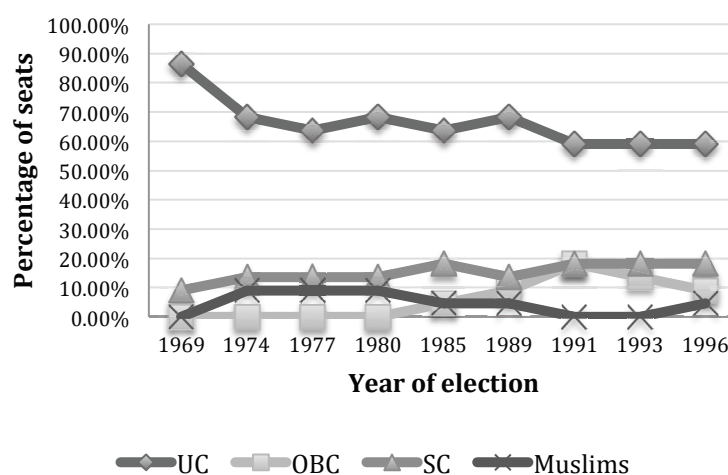 Percentage of seats
100.00%
90.00%
80.00%
70.00%
60.00%
50.00%
40.00%
30.00%
20.00%
10.00%
0.00%
1969 1974 1977 1980 1985 1989 1991 1993 1996
Year of election
UC OBC SC Muslims